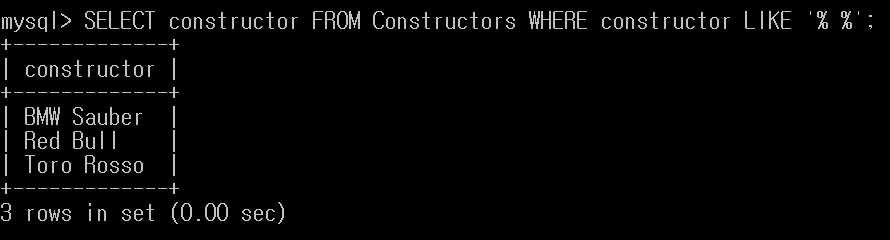 mysql> SELECT constructor FROM Constructors WHERE constructor LIKE '% %';
+-------------+
| constructor |
+-------------+
| BMW Sauber  |
| Red Bull    |
| Toro Rosso  |
+-------------+
3 rows in set (0.00 sec)